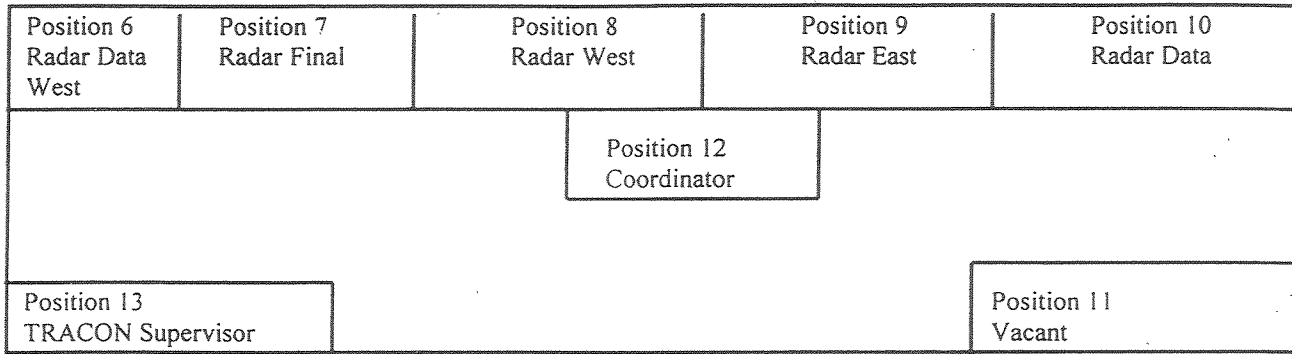 Position 6
Radar Data
West
Position 7
Radar Final
Position 8
Radar West
Position 9
Radar East
Position 10
Radar Data
Position 12
Coordinator
Position 13
TRACON Supervisor
Position 11
Vacant